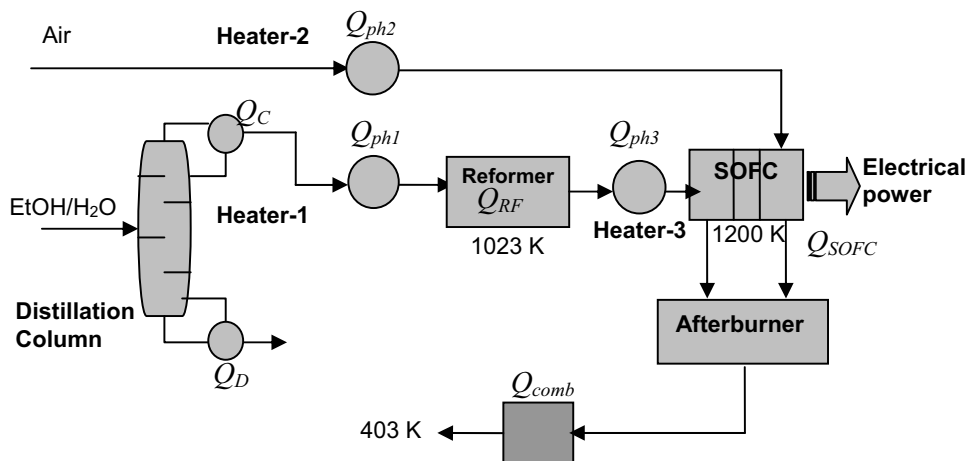 Air
Heater-2
Q_ph2
Q_C
Q_ph1
Q_ph3
EtOH/H₂O
Heater-1
Reformer
Q_RF
1023 K
Heater-3
SOFC
1200 K
Electrical
power
Q_SOFC
Distillation
Column
Q_D
Afterburner
Q_comb
403 K